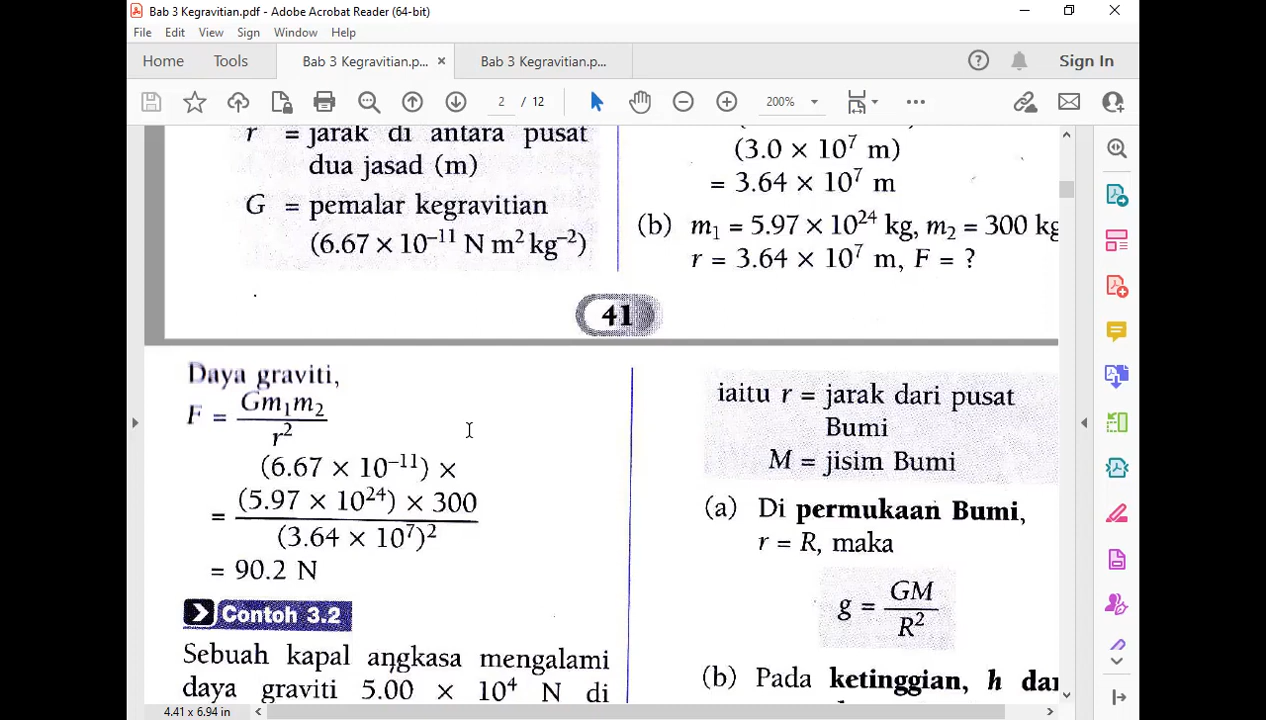 Bab 3 Kegravitian.pdf - Adobe Acrobat Reader (64-bit)
File Edit View Sign Window Help
Home Tools Bab 3 Kegravitian.p... × Bab 3 Kegravitian.p... Sign In
2 / 12 200%
r = jarak di antara pusat
dua jasad (m)
G = pemalar kegravitian
(6.67 × 10⁻¹¹ N m² kg⁻²)
(3.0 × 10⁷ m)
= 3.64 × 10⁷ m
(b) m₁ = 5.97 × 10²⁴ kg, m₂ = 300 kg
r = 3.64 × 10⁷ m, F = ?
41
Daya graviti,
F = Gm₁m₂ / r²
(6.67 × 10⁻¹¹) ×
= (5.97 × 10²⁴) × 300
(3.64 × 10⁷)²
= 90.2 N
Contoh 3.2
Sebuah kapal angkasa mengalami
daya graviti 5.00 × 10⁴ N di
iaitu r = jarak dari pusat
Bumi
M = jisim Bumi
(a) Di permukaan Bumi,
r = R, maka
g = GM / R²
(b) Pada ketinggian, h dar
4.41 x 6.94 in